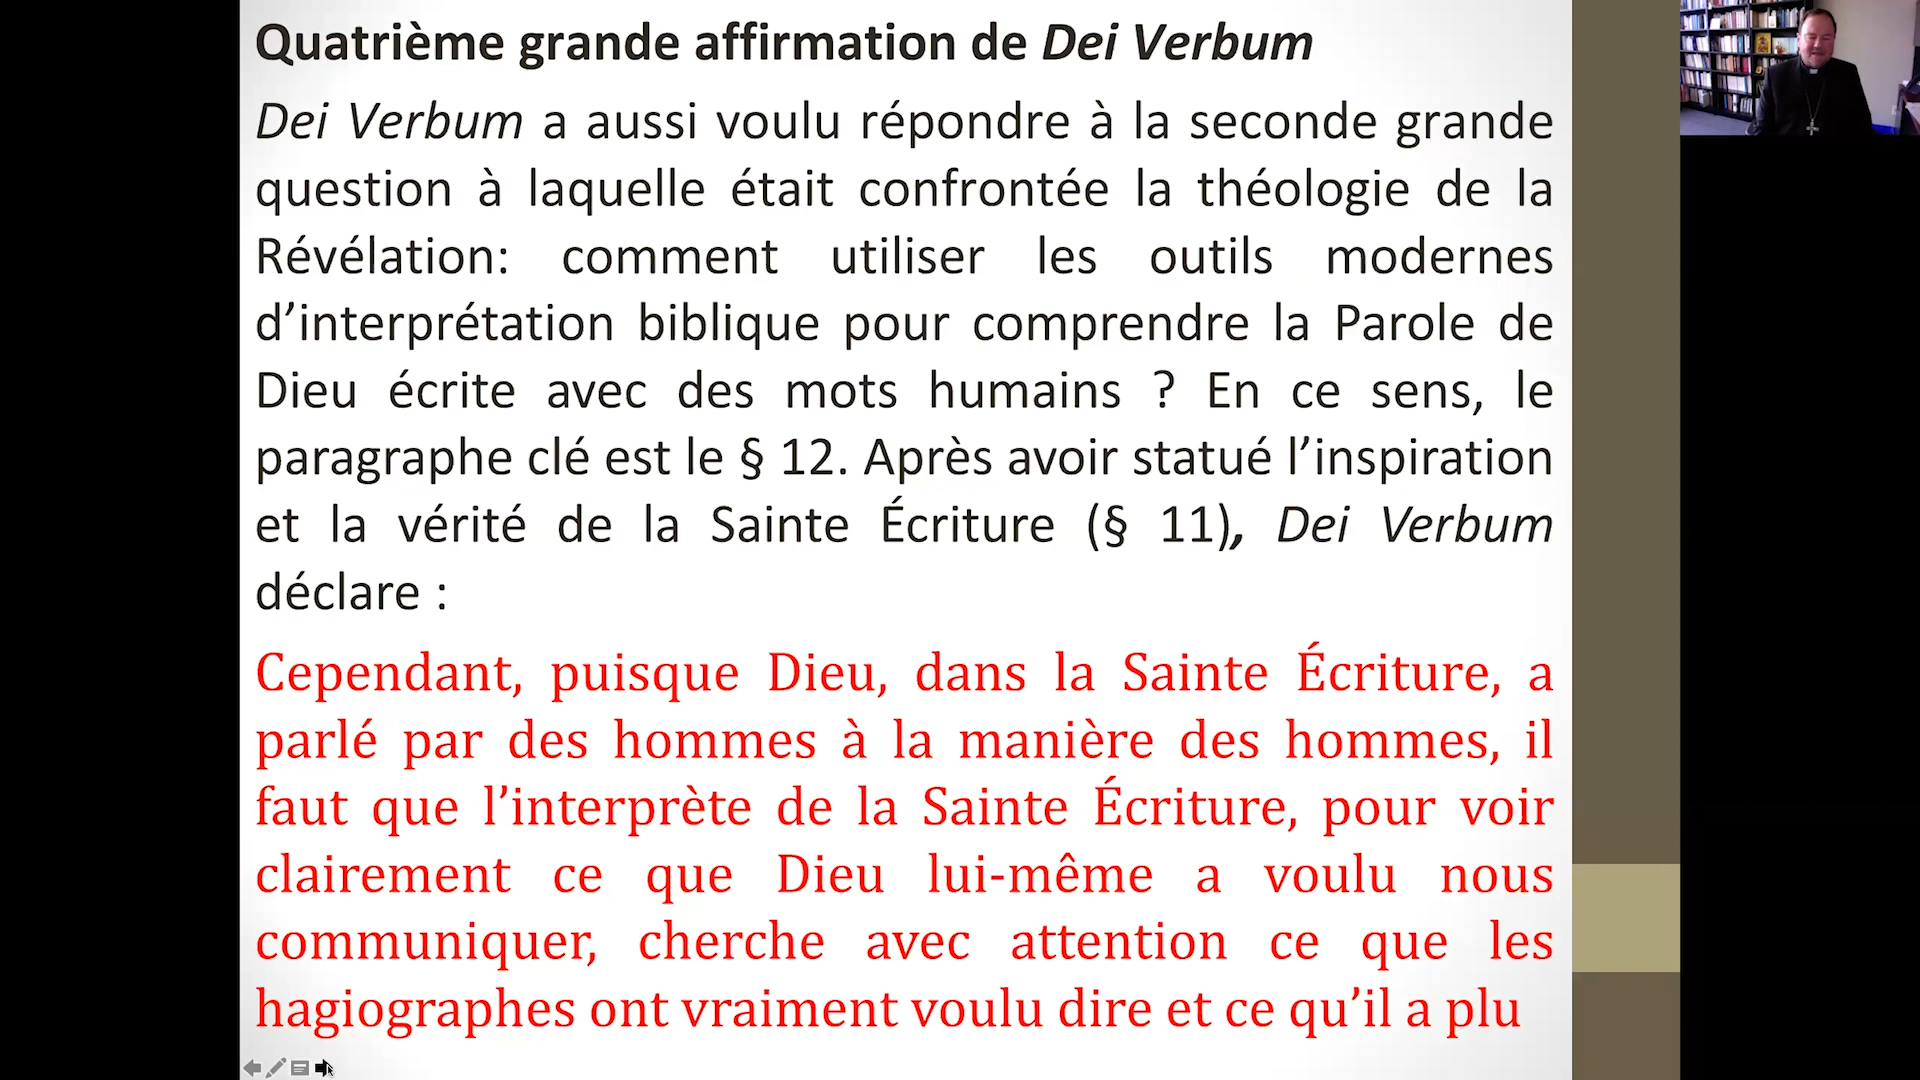 Quatrième grande affirmation de Dei Verbum
Dei Verbum a aussi voulu répondre à la seconde grande
question à laquelle était confrontée la théologie de la
Révélation: comment utiliser les outils modernes
d’interprétation biblique pour comprendre la Parole de
Dieu écrite avec des mots humains ? En ce sens, le
paragraphe clé est le § 12. Après avoir statué l’inspiration
et la vérité de la Sainte Écriture (§ 11), Dei Verbum
déclare :
Cependant, puisque Dieu, dans la Sainte Écriture, a
parlé par des hommes à la manière des hommes, il
faut que l’interprète de la Sainte Écriture, pour voir
clairement ce que Dieu lui-même a voulu nous
communiquer, cherche avec attention ce que les
hagiographes ont vraiment voulu dire et ce qu’il a plu